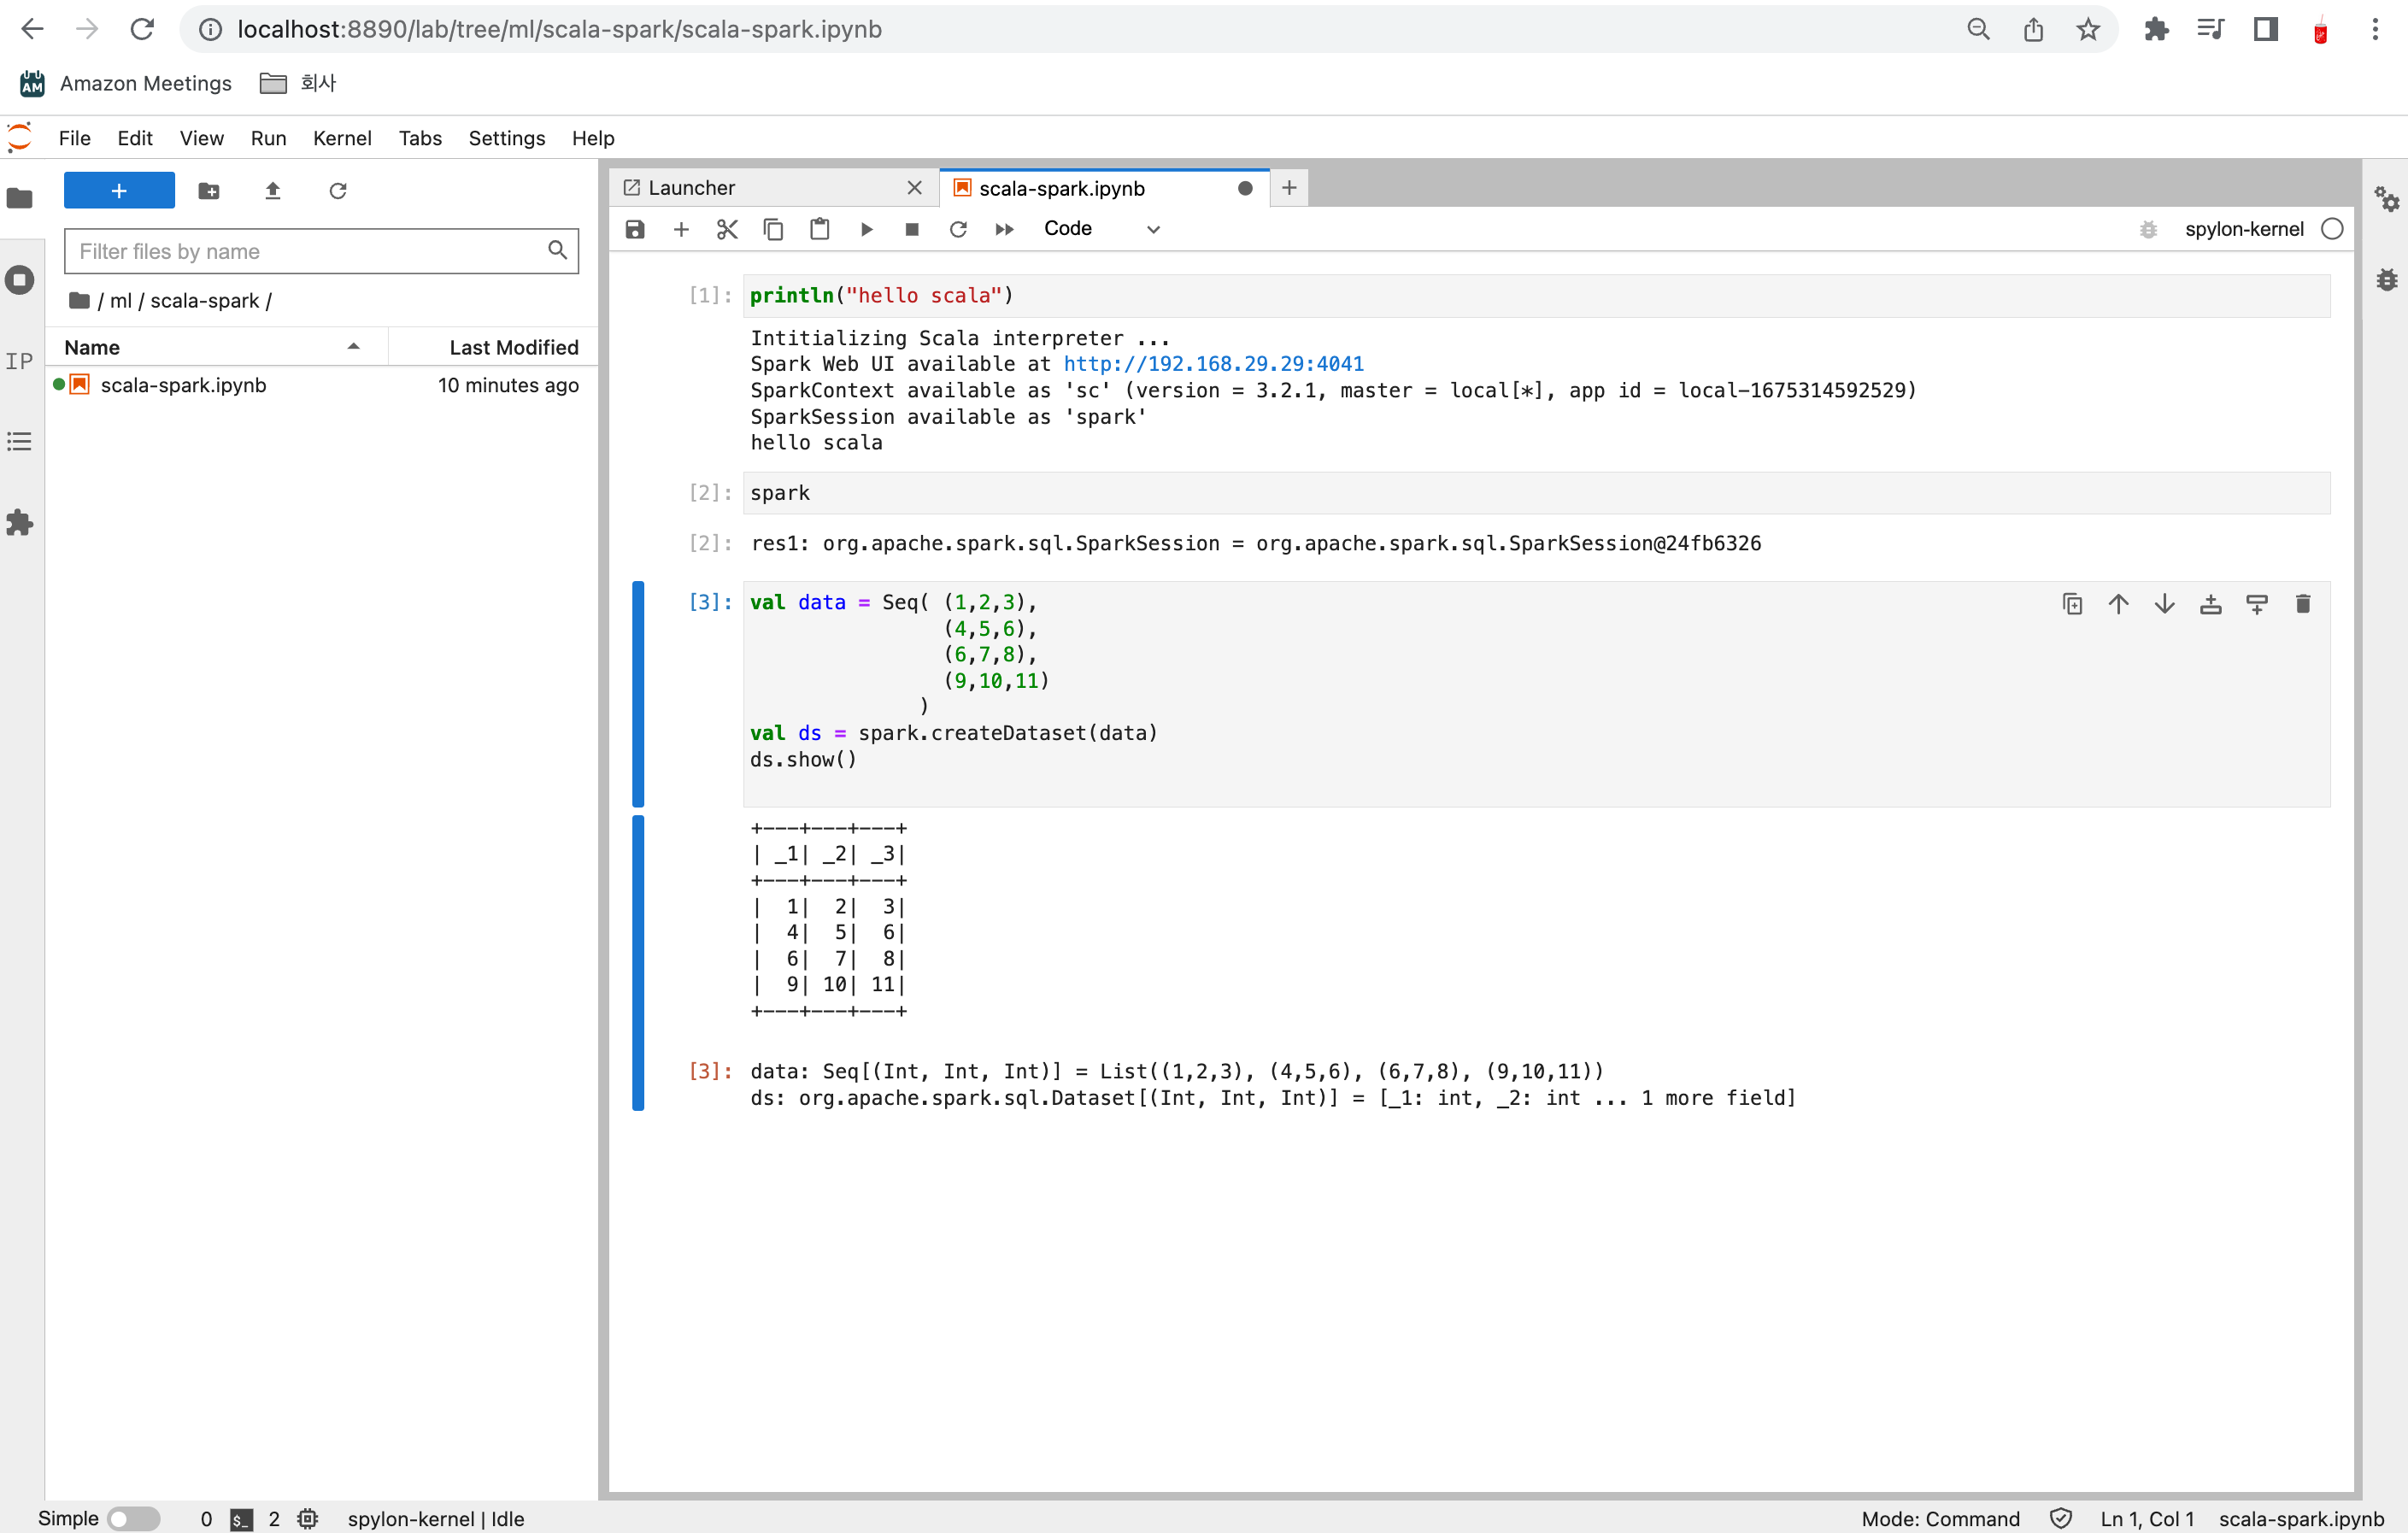 localhost:8890/lab/tree/ml/scala-spark/scala-spark.ipynb
AM Amazon Meetings 회사
File Edit View Run Kernel Tabs Settings Help
+
Filter files by name
/ ml / scala-spark /
Name Last Modified
scala-spark.ipynb 10 minutes ago
IP
Launcher scala-spark.ipynb
Code spylon-kernel
[1]: println("hello scala")
Intitializing Scala interpreter ...
Spark Web UI available at http://192.168.29.29:4041
SparkContext available as 'sc' (version = 3.2.1, master = local[*], app id = local-1675314592529)
SparkSession available as 'spark'
hello scala
[2]: spark
[2]: res1: org.apache.spark.sql.SparkSession = org.apache.spark.sql.SparkSession@24fb6326
[3]: val data = Seq( (1,2,3),
(4,5,6),
(6,7,8),
(9,10,11)
)
val ds = spark.createDataset(data)
ds.show()
+---+---+---+
| _1| _2| _3|
+---+---+---+
|  1|  2|  3|
|  4|  5|  6|
|  6|  7|  8|
|  9| 10| 11|
+---+---+---+
[3]: data: Seq[(Int, Int, Int)] = List((1,2,3), (4,5,6), (6,7,8), (9,10,11))
ds: org.apache.spark.sql.Dataset[(Int, Int, Int)] = [_1: int, _2: int ... 1 more field]
Simple 0 $_ 2 spylon-kernel | Idle Mode: Command Ln 1, Col 1 scala-spark.ipynb